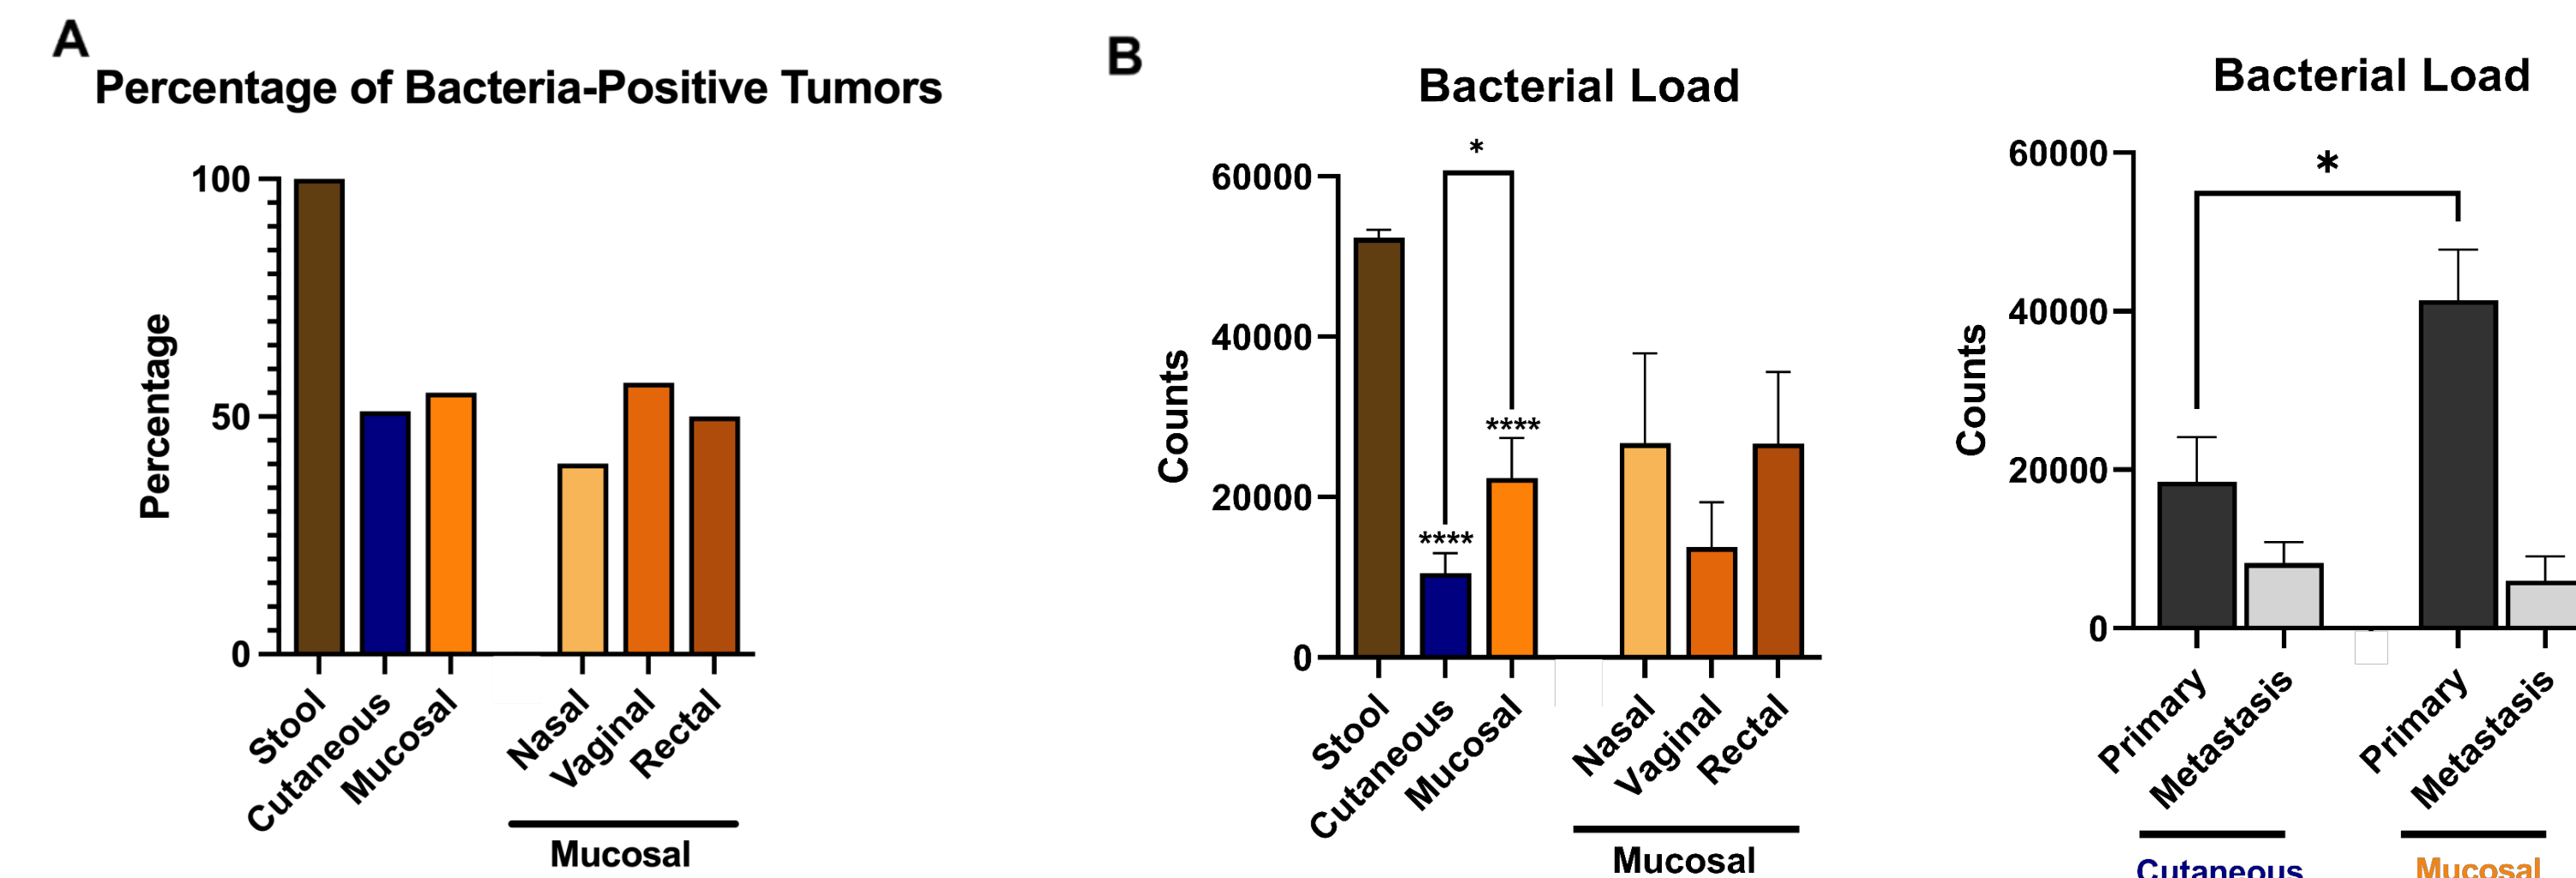 A
Percentage of Bacteria-Positive Tumors
Percentage
100
50
0
Stool
Cutaneous
Mucosal
Nasal
Vaginal
Rectal
Mucosal
B
Bacterial Load
Counts
60000
40000
20000
0
*
****
****
Stool
Cutaneous
Mucosal
Nasal
Vaginal
Rectal
Mucosal
Bacterial Load
Counts
60000
40000
20000
0
*
Primary
Metastasis
Primary
Metastasis
Cutaneous
Mucosal